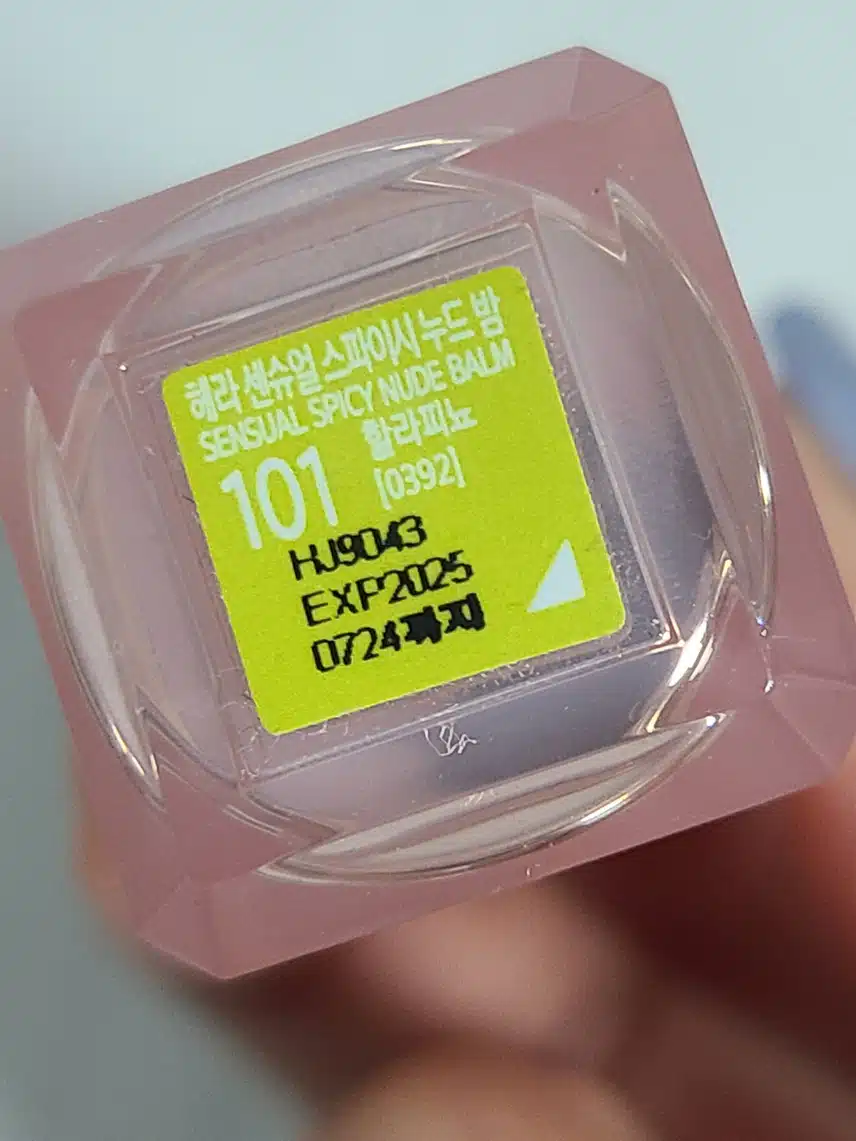 헤라 센슈얼 스파이시 누드 밤
SENSUAL SPICY NUDE BALM
101 할라피뇨
[0392]
HJ9043
EXP2025
0724까지